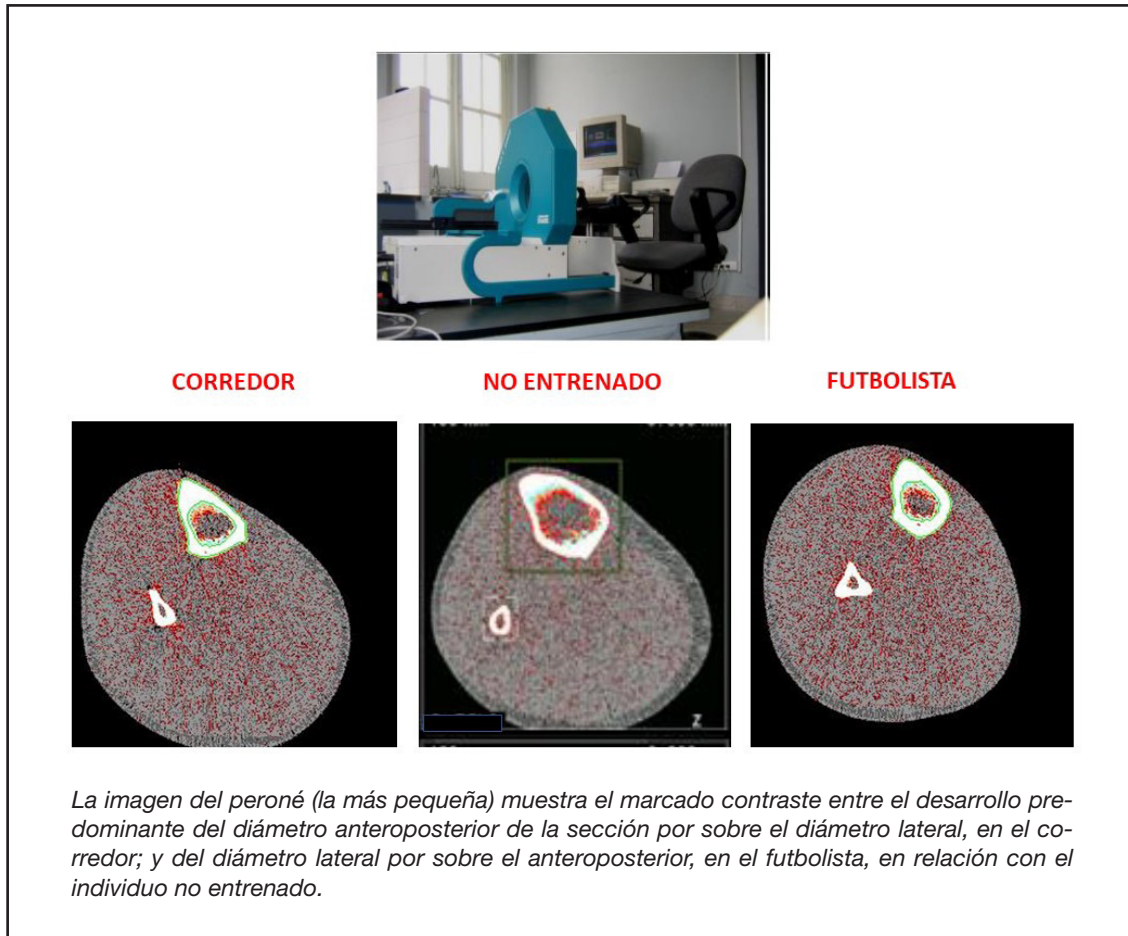 CORREDOR
NO ENTRENADO
FUTBOLISTA
Z
La imagen del peroné (la más pequeña) muestra el marcado contraste entre el desarrollo pre-
dominante del diámetro anteroposterior de la sección por sobre el diámetro lateral, en el co-
rredor; y del diámetro lateral por sobre el anteroposterior, en el futbolista, en relación con el
individuo no entrenado.